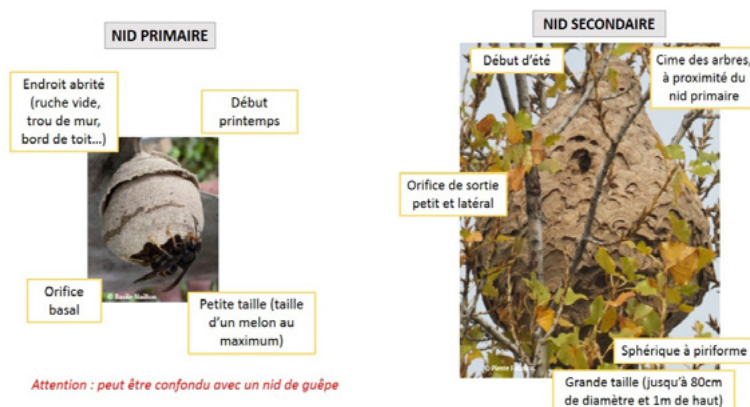 NID PRIMAIRE
Endroit abrité
(ruche vide,
trou de mur,
bord de toit...)
Début
printemps
Orifice
basal
Petite taille (taille
d'un melon au
maximum)
© Basile Naillon
Attention : peut être confondu avec un nid de guêpe
NID SECONDAIRE
Début d'été
Cime des arbres,
à proximité du
nid primaire
Orifice de sortie
petit et latéral
Sphérique à piriforme
© Pierre
Grande taille (jusqu'à 80cm
de diamètre et 1m de haut)